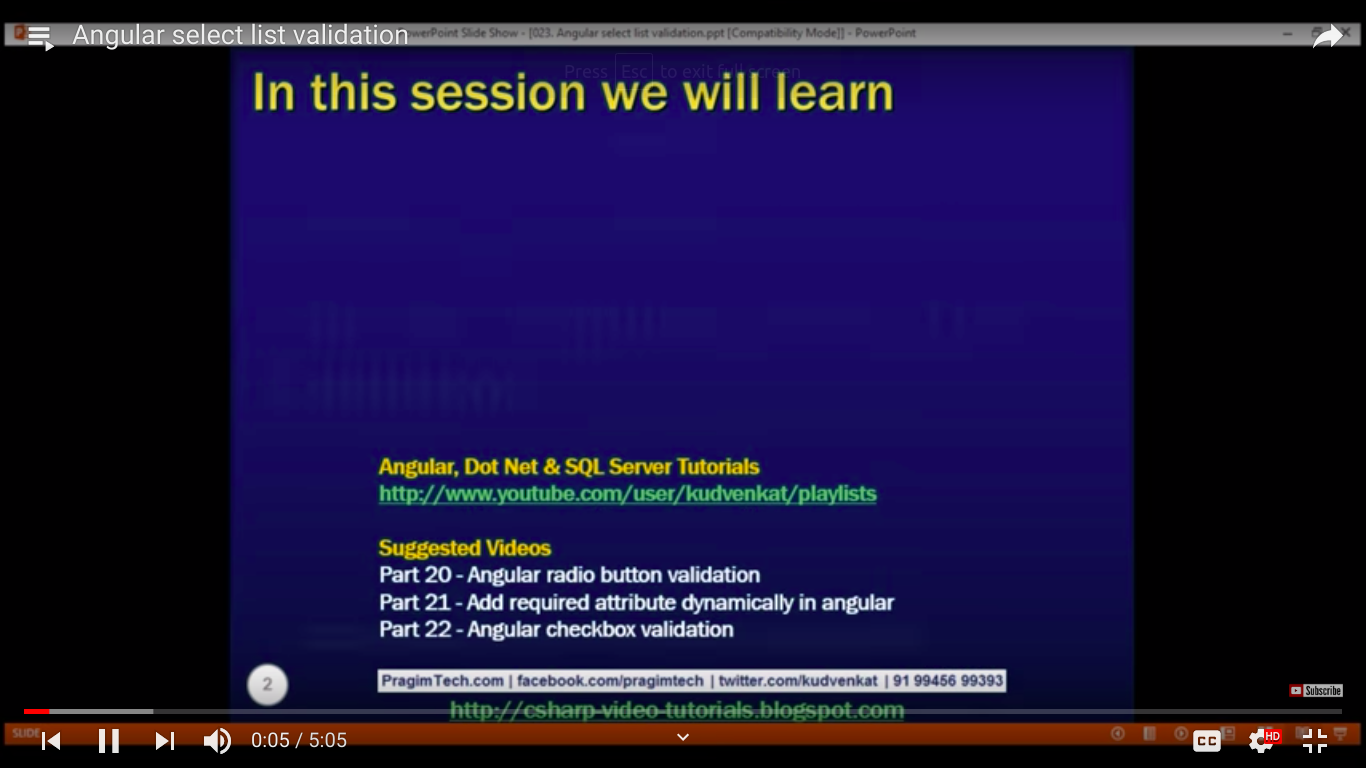 Angular select list validation
PowerPoint Slide Show - [023. Angular select list validation.ppt [Compatibility Mode]] - PowerPoint
Press Esc to exit full screen
In this session we will learn
Angular, Dot Net & SQL Server Tutorials
http://www.youtube.com/user/kudvenkat/playlists
Suggested Videos
Part 20 - Angular radio button validation
Part 21 - Add required attribute dynamically in angular
Part 22 - Angular checkbox validation
2
PragimTech.com | facebook.com/pragimtech | twitter.com/kudvenkat | 91 99456 99393
Subscribe
http://csharp-video-tutorials.blogspot.com
SLIDE
0:05 / 5:05
CC
HD